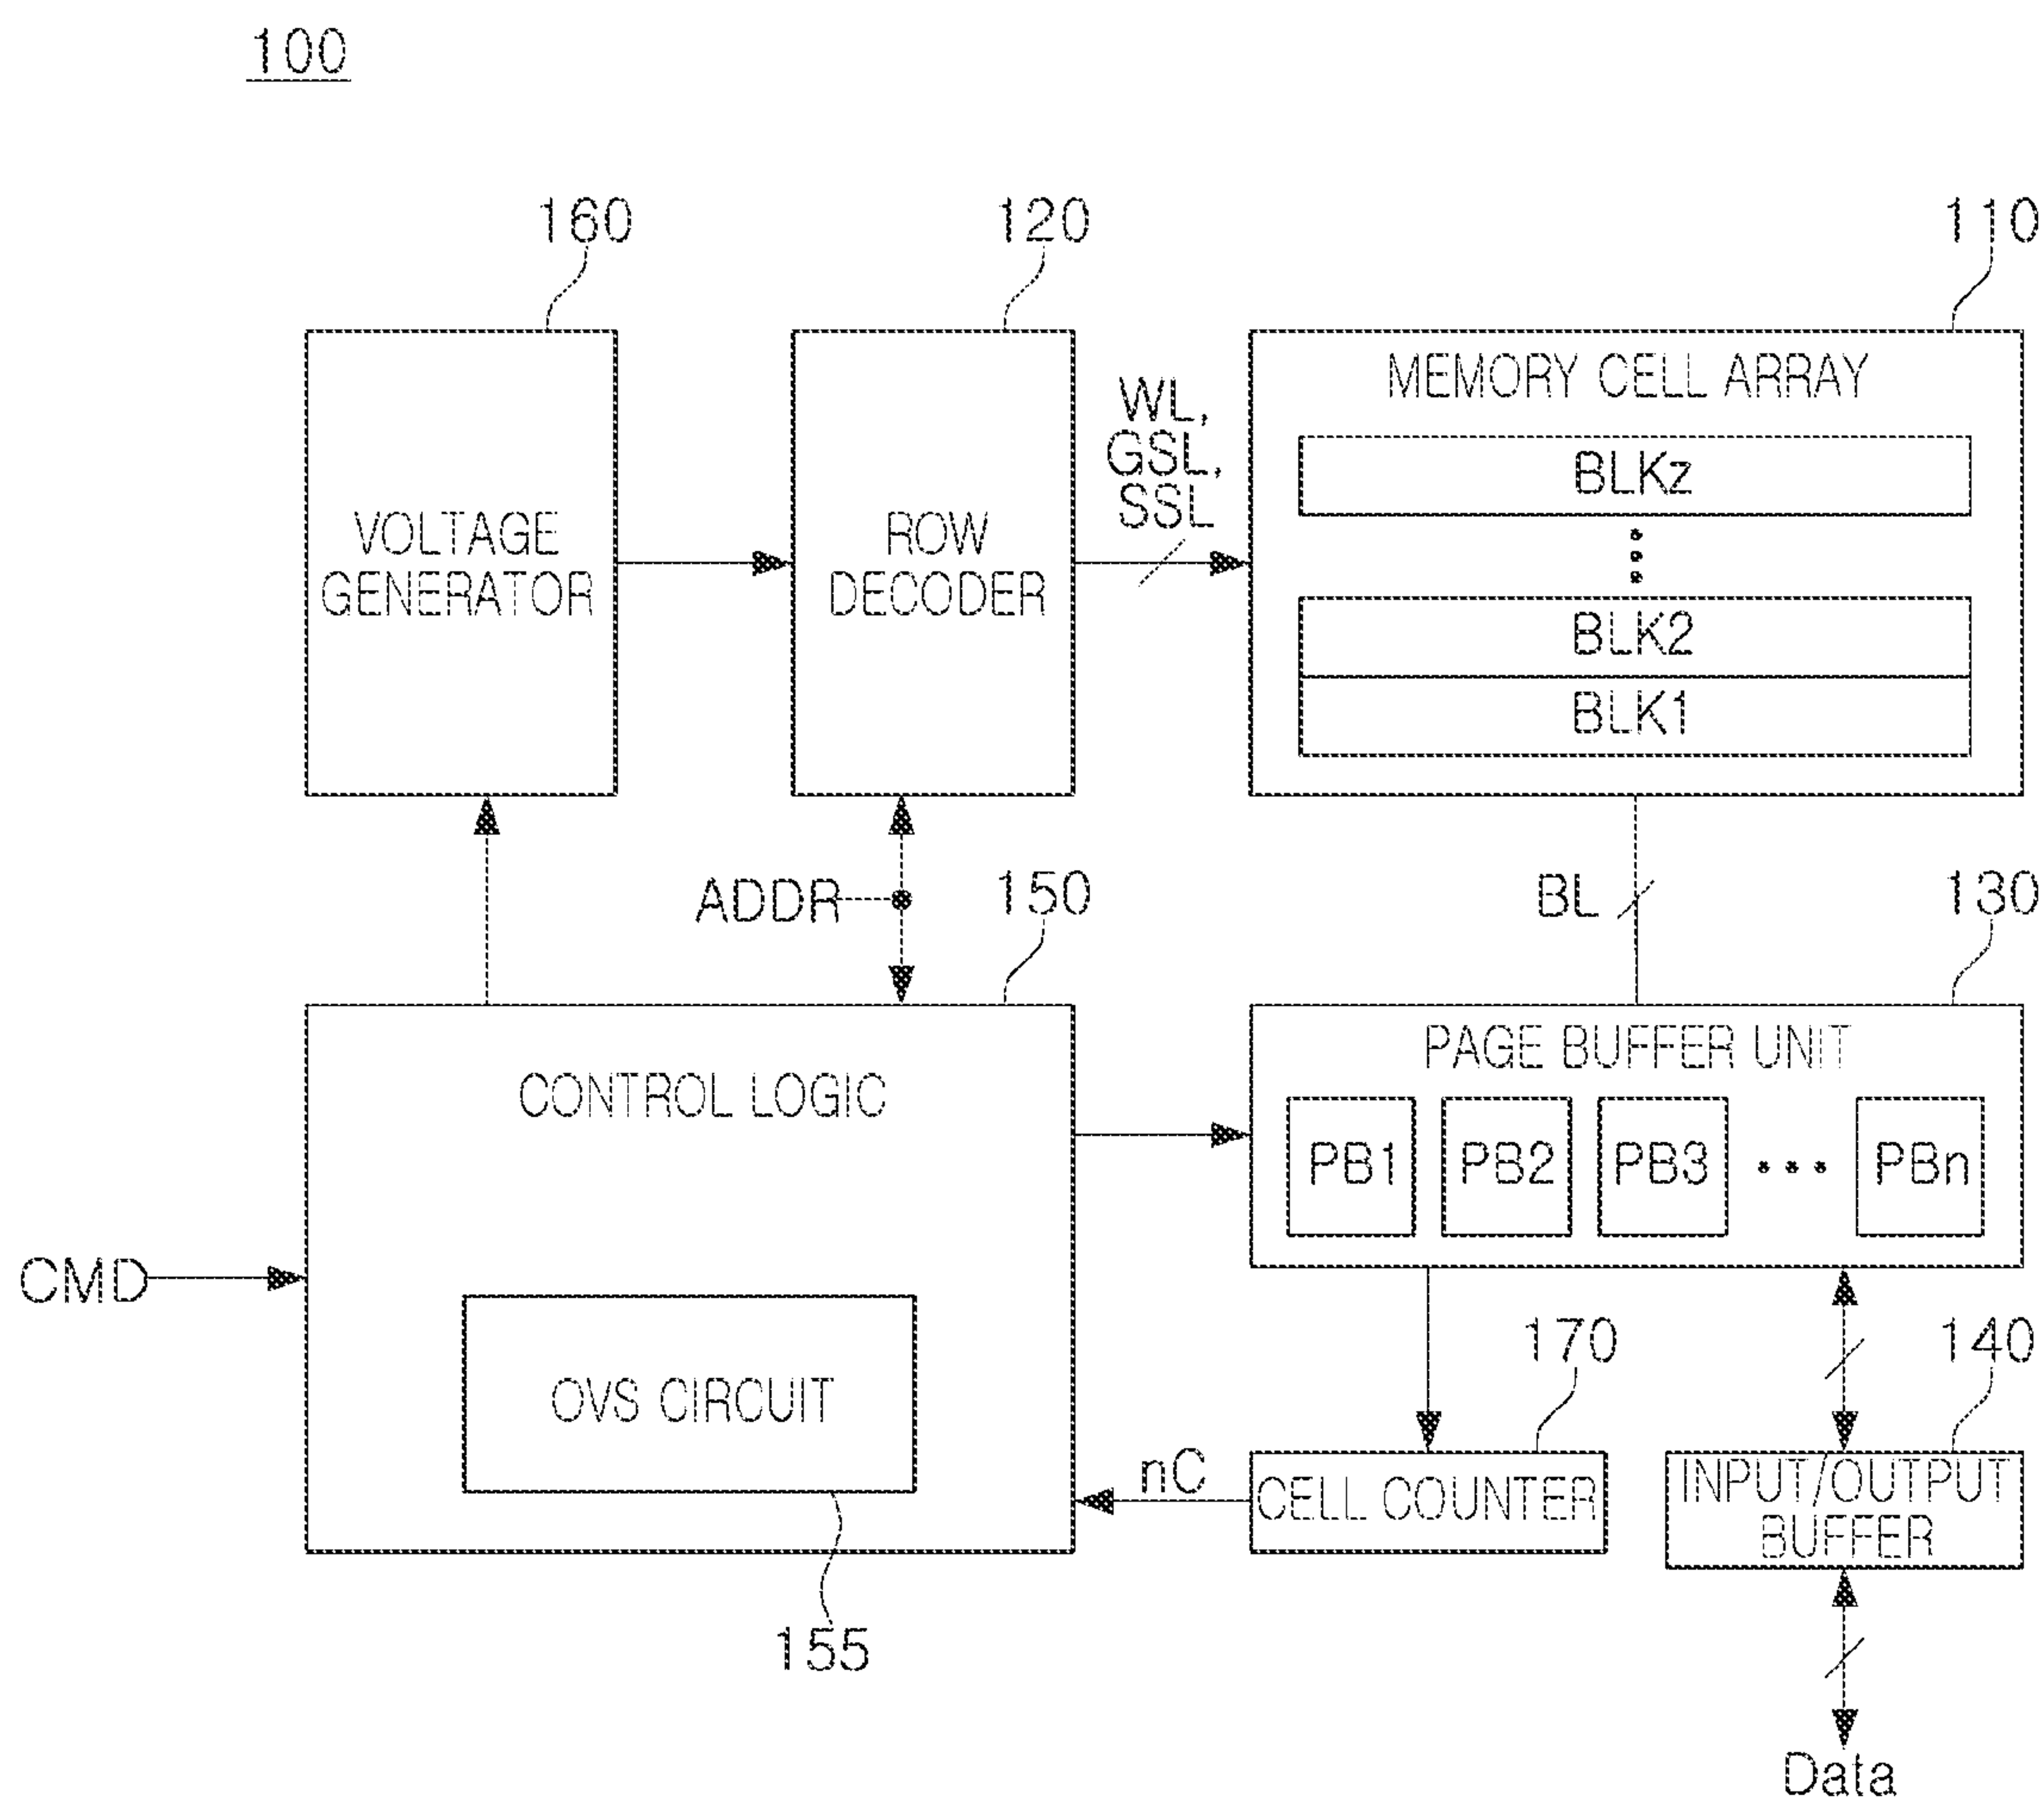 100
160
120
110
VOLTAGE
GENERATOR
ROW
DECODER
WL,
GSL,
SSL
MEMORY CELL ARRAY
BLKz
BLK2
BLK1
ADDR
150
BL
130
CONTROL LOGIC
PAGE BUFFER UNIT
PB1
PB2
PB3
PBn
CMD
OVS CIRCUIT
155
nC
170
CELL COUNTER
140
INPUT/OUTPUT
BUFFER
Data